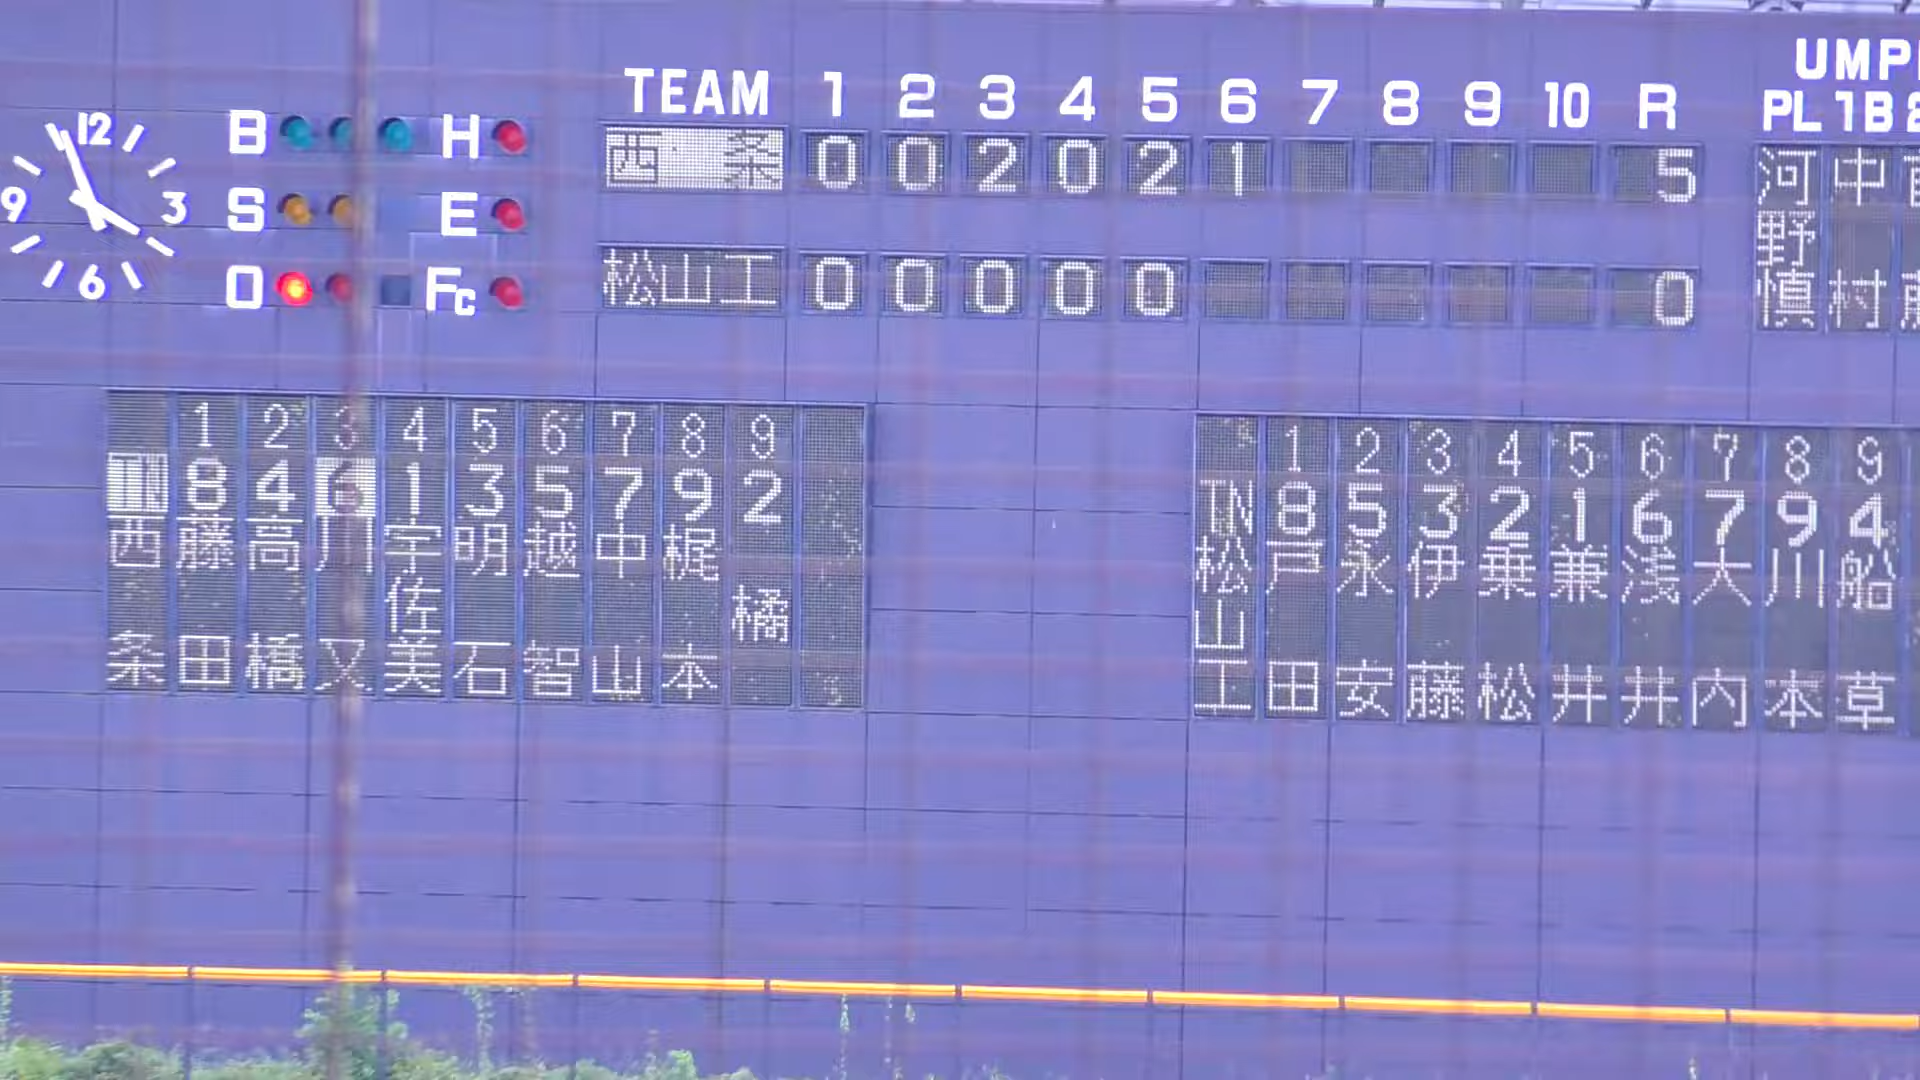 UMP
TEAM 1 2 3 4 5 6 7 8 9 10 R
PL 1B 2
12
3
6
9
B H
S E
O Fc
西条 0 0 2 0 2 1 5
松山工 0 0 0 0 0 0
河野慎
中村
1 2 3 4 5 6 7 8 9
8 4 6 1 3 5 7 9 2
西条
藤田
高橋
川又
宇佐美
明石
越智
中山
梶本
橘
1 2 3 4 5 6 7 8 9
IN 8 5 3 2 1 6 7 9 4
松山工
戸田
永安
伊藤
乗松
兼井
浅井
大内
川本
船草